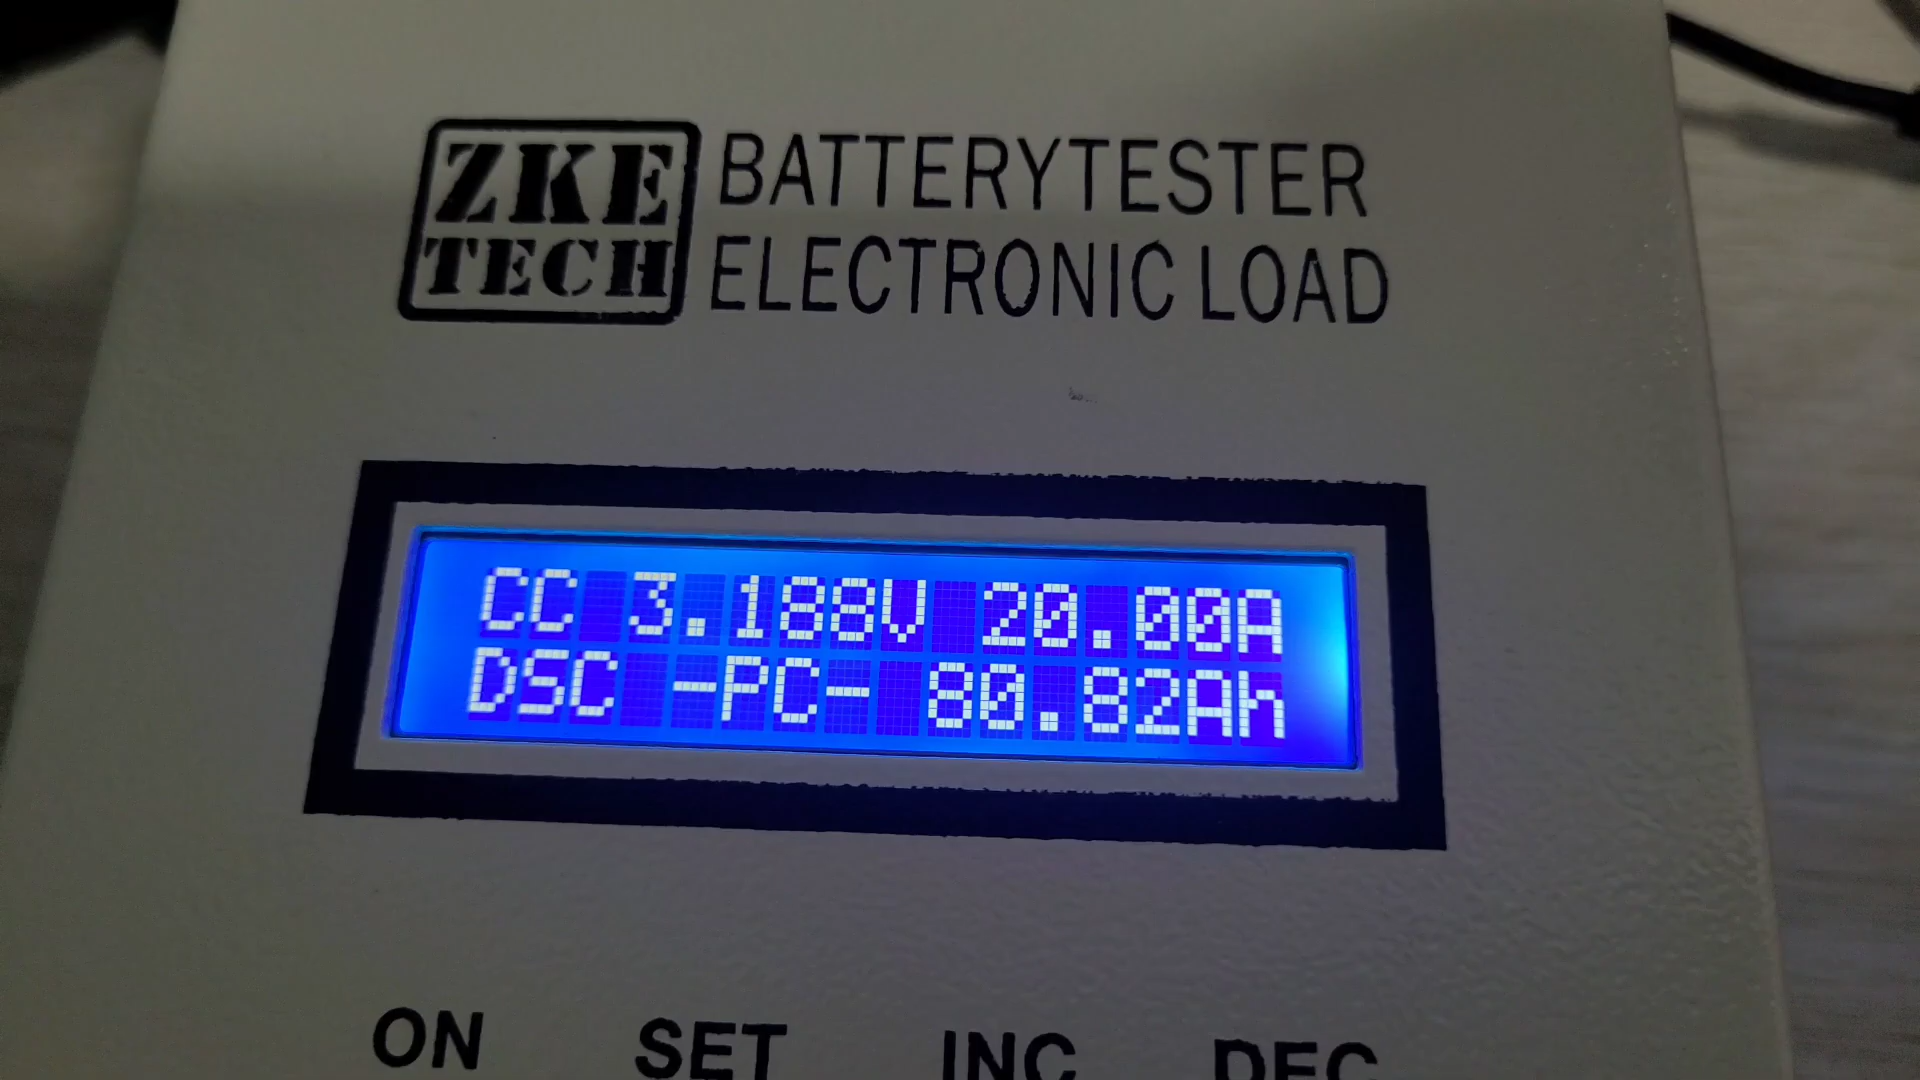 ZKE
TECH
BATTERYTESTER
ELECTRONIC LOAD
CC 3.188V 20.00A
DSC -PC- 80.82Ah
ON SET INC DEC